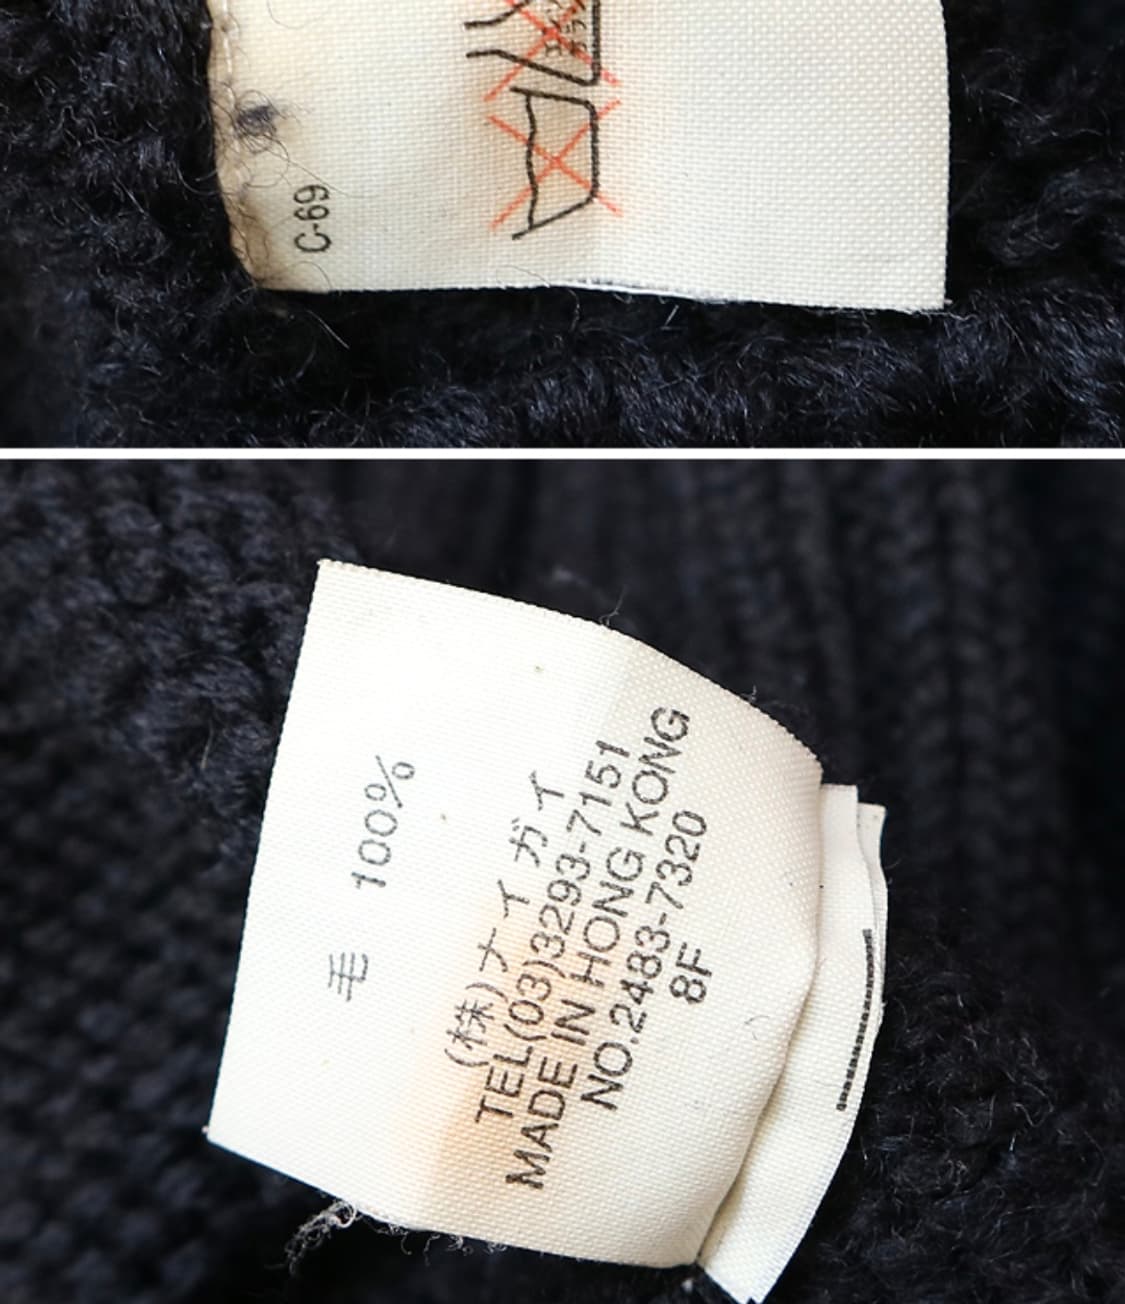 C-69
毛 100%
(株)ナイガイ
TEL(03)3293-7151
MADE IN HONG KONG
NO.2483-7320
8F